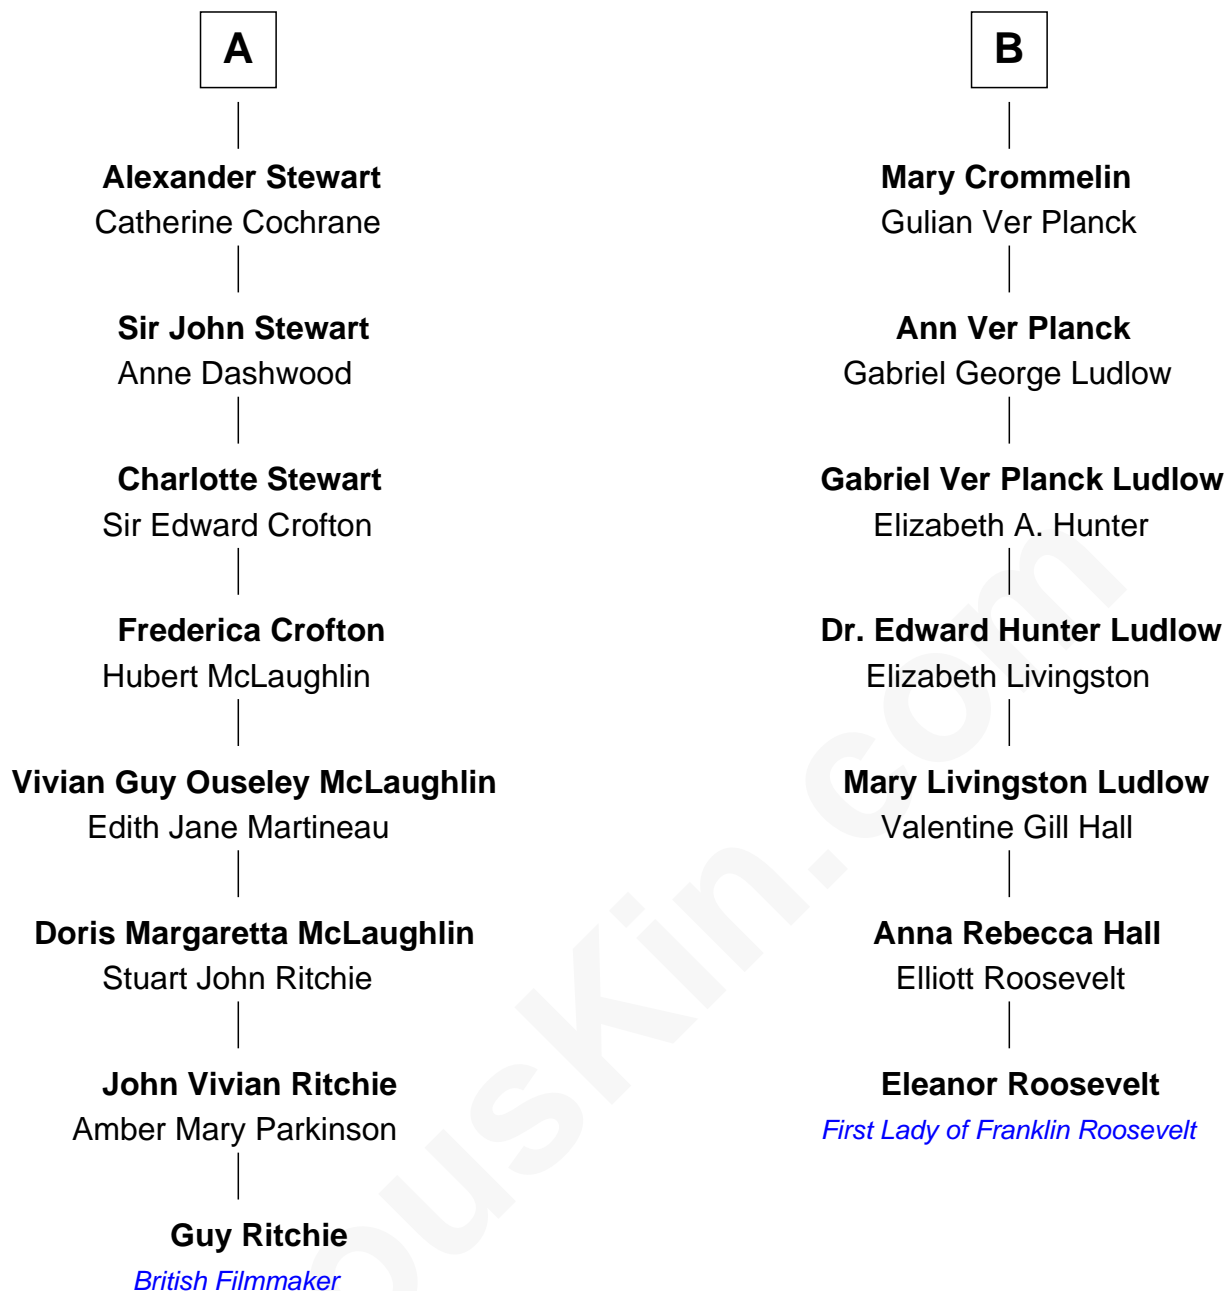 A
Alexander Stewart
Catherine Cochrane
Sir John Stewart
Anne Dashwood
Charlotte Stewart
Sir Edward Crofton
Frederica Crofton
Hubert McLaughlin
Vivian Guy Ouseley McLaughlin
Edith Jane Martineau
Doris Margaretta McLaughlin
Stuart John Ritchie
John Vivian Ritchie
Amber Mary Parkinson
Guy Ritchie
British Filmmaker
B
Mary Crommelin
Gulian Ver Planck
Ann Ver Planck
Gabriel George Ludlow
Gabriel Ver Planck Ludlow
Elizabeth A. Hunter
Dr. Edward Hunter Ludlow
Elizabeth Livingston
Mary Livingston Ludlow
Valentine Gill Hall
Anna Rebecca Hall
Elliott Roosevelt
Eleanor Roosevelt
First Lady of Franklin Roosevelt
ousKin.com